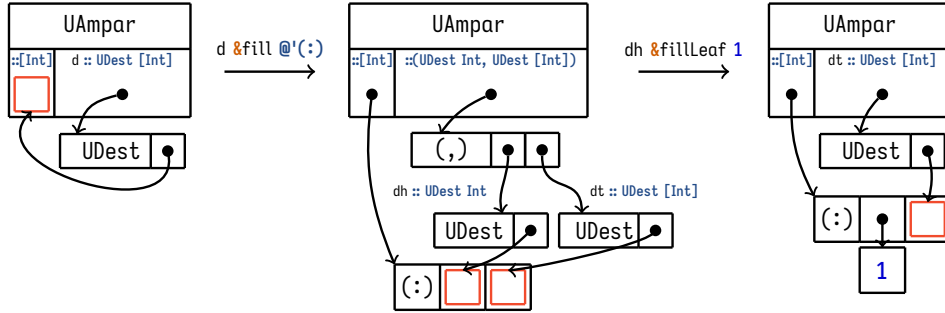 UAmpar
::[Int] d :: UDest [Int]
UDest
d &fill @'(:)
UAmpar
::[Int] ::(UDest Int, UDest [Int])
(,)
dh :: UDest Int dt :: UDest [Int]
UDest UDest
(:)
dh &fillLeaf 1
UAmpar
::[Int] dt :: UDest [Int]
UDest
(:)
1